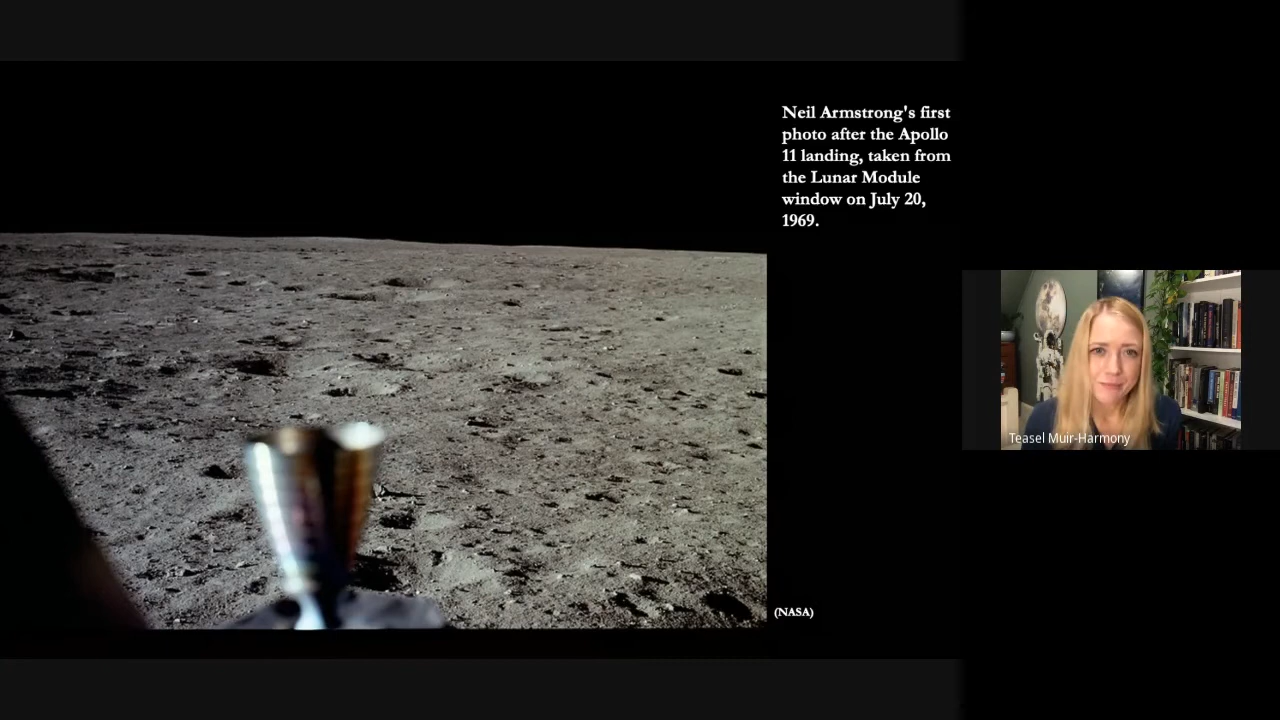 Neil Armstrong's first
photo after the Apollo
11 landing, taken from
the Lunar Module
window on July 20,
1969.
(NASA)
Teasel Muir-Harmony